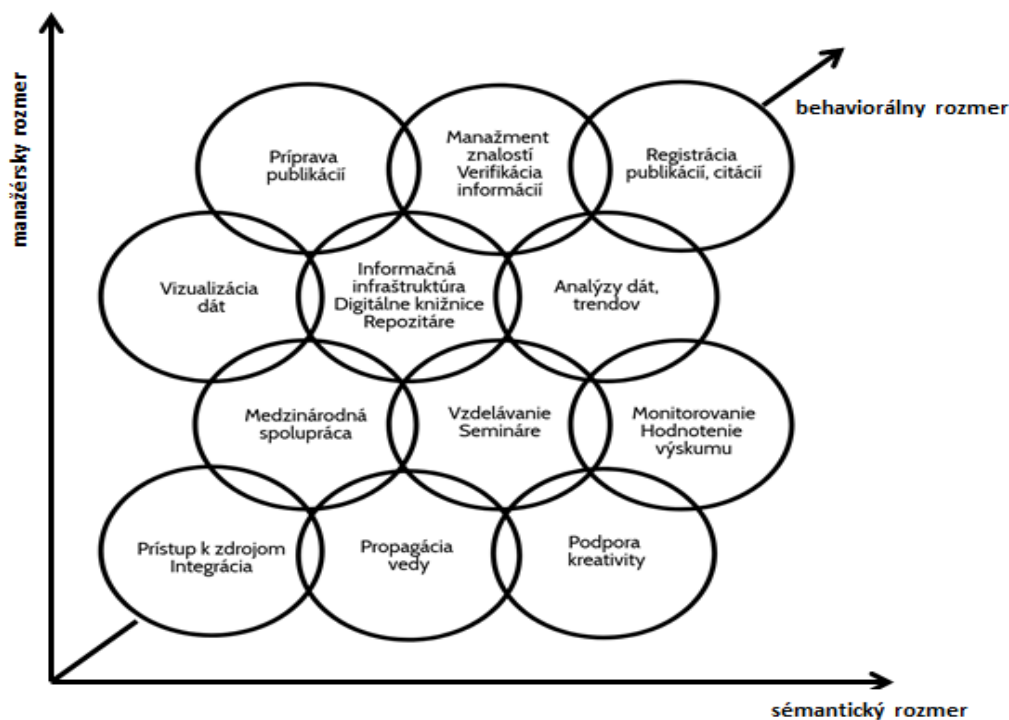 manažérsky rozmer
behaviorálny rozmer
Príprava
publikácií
Manažment
znalostí
Verifikácia
informácií
Registrácia
publikácií, citácií
Vizualizácia
dát
Informačná
infraštruktúra
Digitálne knižnice
Repozitáre
Analýzy dát,
trendov
Medzinárodná
spolupráca
Vzdelávanie
Semináre
Monitorovanie
Hodnotenie
výskumu
Prístup k zdrojom
Integrácia
Propagácia
vedy
Podpora
kreativity
sémantický rozmer